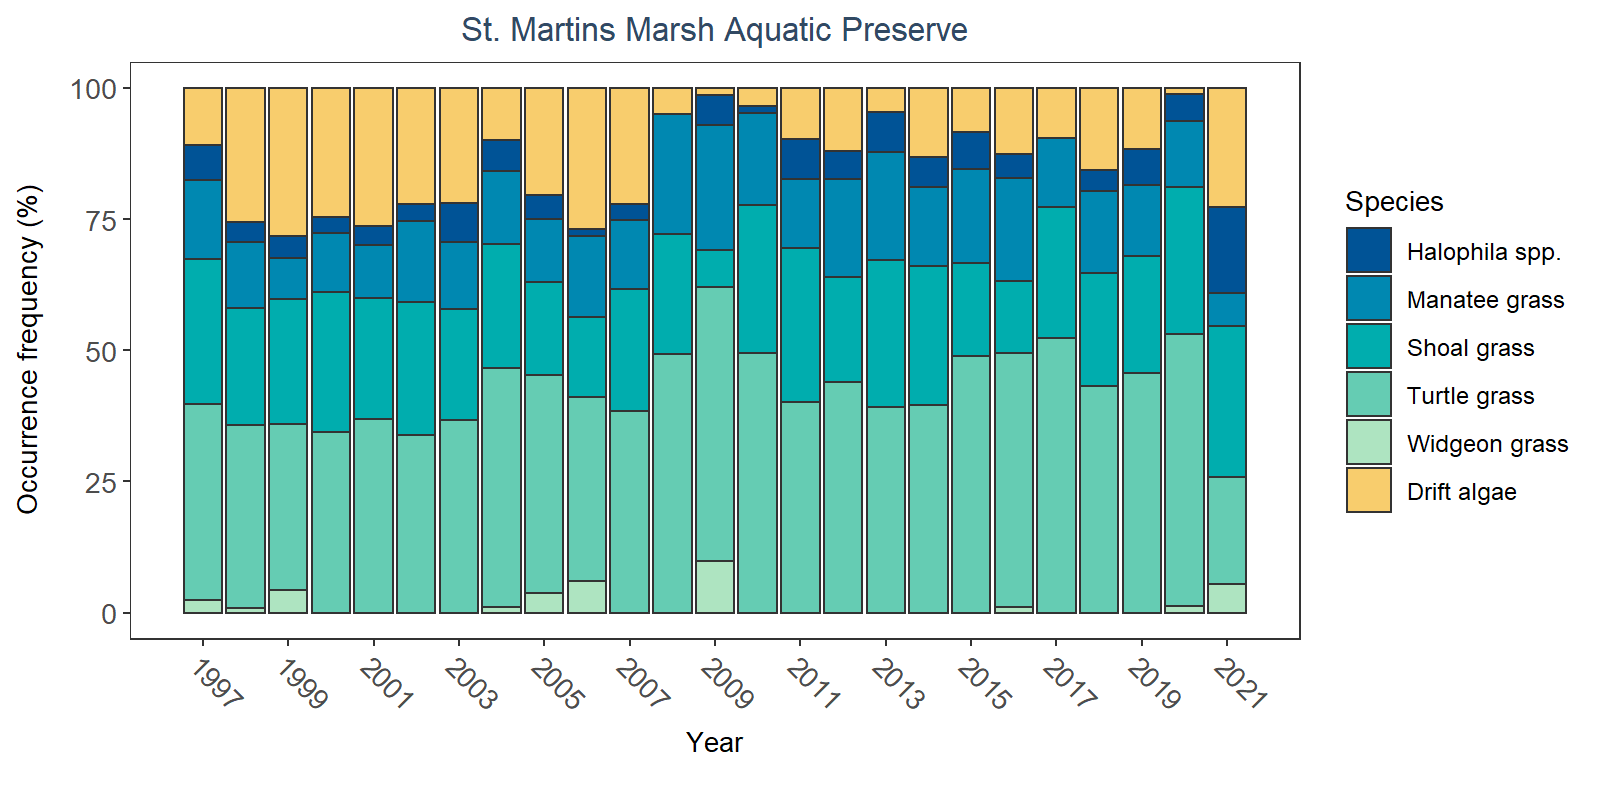 St. Martins Marsh Aquatic Preserve
Occurrence frequency (%)
100
75
50
25
0
1997
1999
2001
2003
2005
2007
2009
2011
2013
2015
2017
2019
2021
Year
Species
Halophila spp.
Manatee grass
Shoal grass
Turtle grass
Widgeon grass
Drift algae